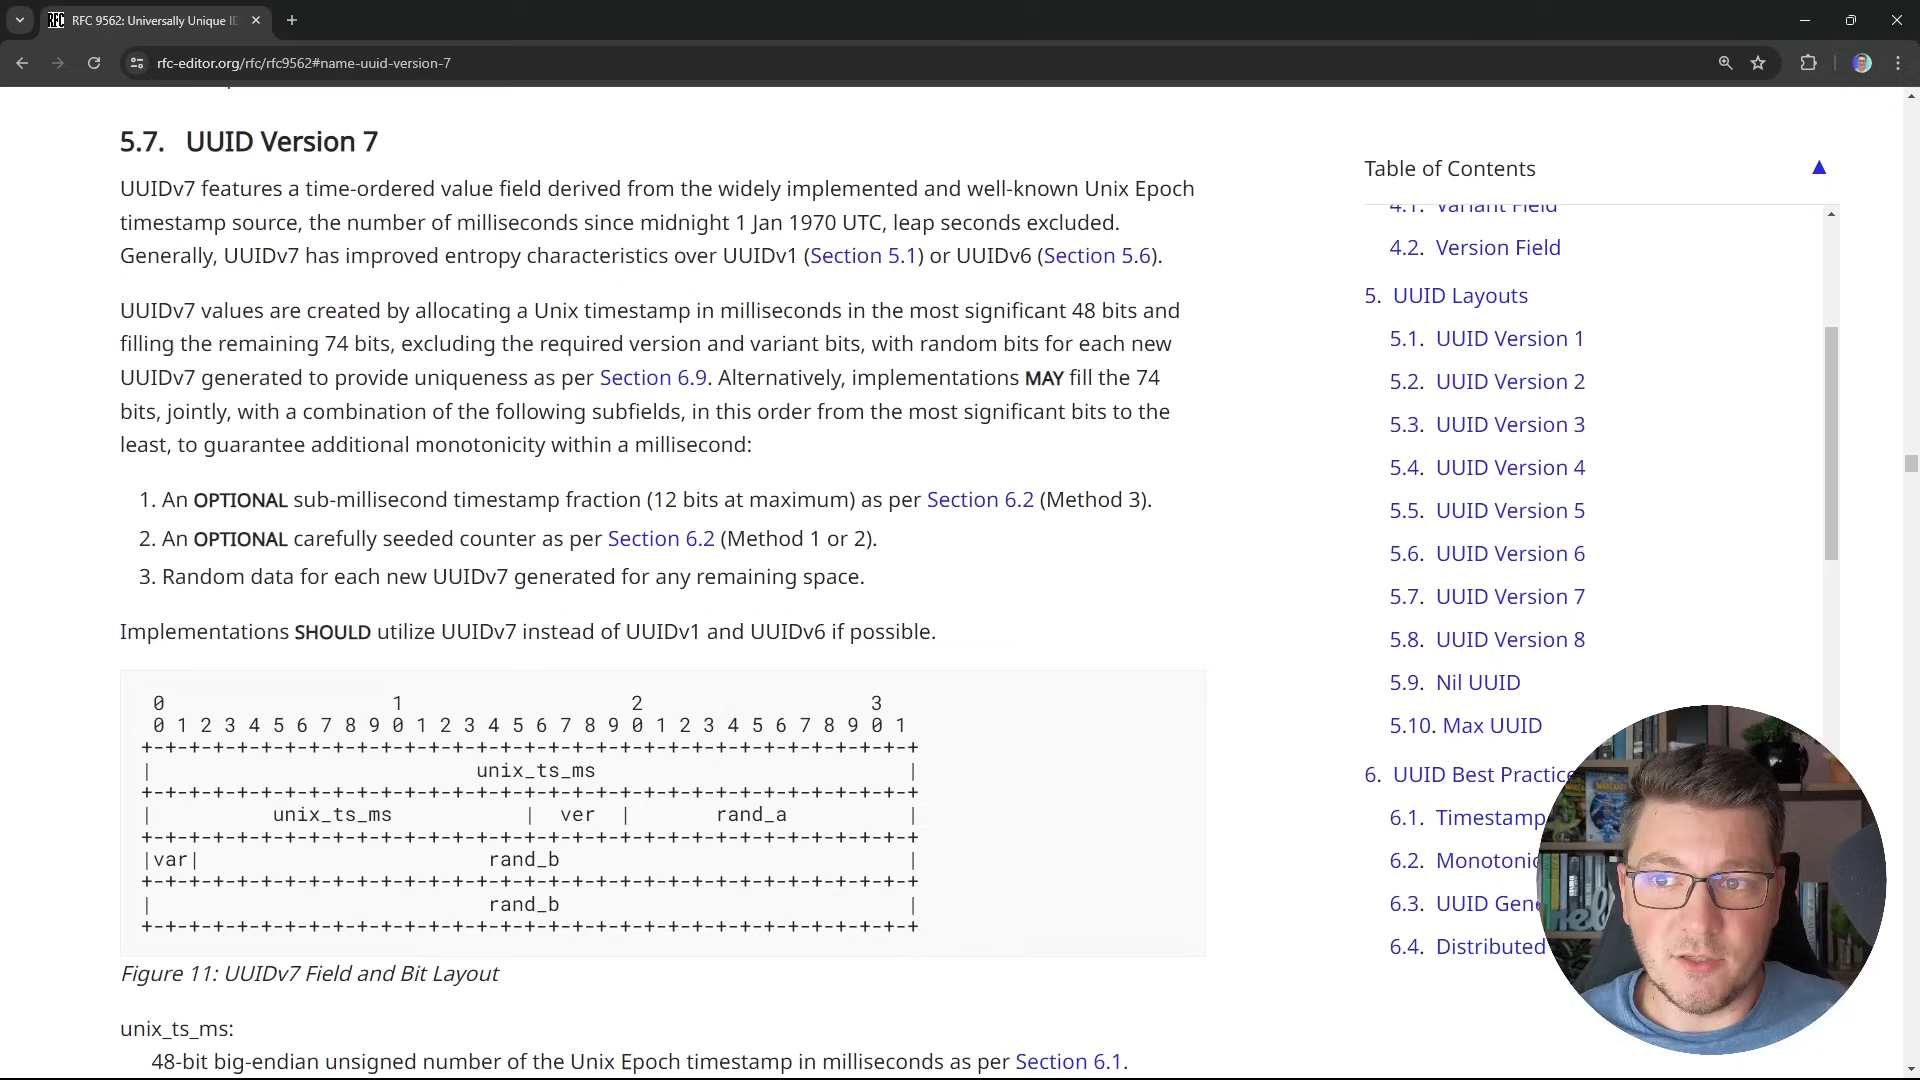 RFC 9562: Universally Unique I
rfc-editor.org/rfc/rfc9562#name-uuid-version-7
5.7. UUID Version 7
UUIDv7 features a time-ordered value field derived from the widely implemented and well-known Unix Epoch
timestamp source, the number of milliseconds since midnight 1 Jan 1970 UTC, leap seconds excluded.
Generally, UUIDv7 has improved entropy characteristics over UUIDv1 (Section 5.1) or UUIDv6 (Section 5.6).
UUIDv7 values are created by allocating a Unix timestamp in milliseconds in the most significant 48 bits and
filling the remaining 74 bits, excluding the required version and variant bits, with random bits for each new
UUIDv7 generated to provide uniqueness as per Section 6.9. Alternatively, implementations MAY fill the 74
bits, jointly, with a combination of the following subfields, in this order from the most significant bits to the
least, to guarantee additional monotonicity within a millisecond:
1. An OPTIONAL sub-millisecond timestamp fraction (12 bits at maximum) as per Section 6.2 (Method 3).
2. An OPTIONAL carefully seeded counter as per Section 6.2 (Method 1 or 2).
3. Random data for each new UUIDv7 generated for any remaining space.
Implementations SHOULD utilize UUIDv7 instead of UUIDv1 and UUIDv6 if possible.
0 1 2 3
0 1 2 3 4 5 6 7 8 9 0 1 2 3 4 5 6 7 8 9 0 1 2 3 4 5 6 7 8 9 0 1
+-+-+-+-+-+-+-+-+-+-+-+-+-+-+-+-+-+-+-+-+-+-+-+-+-+-+-+-+-+-+-+-+
| unix_ts_ms |
+-+-+-+-+-+-+-+-+-+-+-+-+-+-+-+-+-+-+-+-+-+-+-+-+-+-+-+-+-+-+-+-+
| unix_ts_ms | ver | rand_a |
+-+-+-+-+-+-+-+-+-+-+-+-+-+-+-+-+-+-+-+-+-+-+-+-+-+-+-+-+-+-+-+-+
|var| rand_b |
+-+-+-+-+-+-+-+-+-+-+-+-+-+-+-+-+-+-+-+-+-+-+-+-+-+-+-+-+-+-+-+-+
| rand_b |
+-+-+-+-+-+-+-+-+-+-+-+-+-+-+-+-+-+-+-+-+-+-+-+-+-+-+-+-+-+-+-+-+
Figure 11: UUIDv7 Field and Bit Layout
unix_ts_ms:
48-bit big-endian unsigned number of the Unix Epoch timestamp in milliseconds as per Section 6.1.
Table of Contents ▲
4.1. Variant Field
4.2. Version Field
5. UUID Layouts
5.1. UUID Version 1
5.2. UUID Version 2
5.3. UUID Version 3
5.4. UUID Version 4
5.5. UUID Version 5
5.6. UUID Version 6
5.7. UUID Version 7
5.8. UUID Version 8
5.9. Nil UUID
5.10. Max UUID
6. UUID Best Practice
6.1. Timestamp
6.2. Monotonic
6.3. UUID Gene
6.4. Distributed